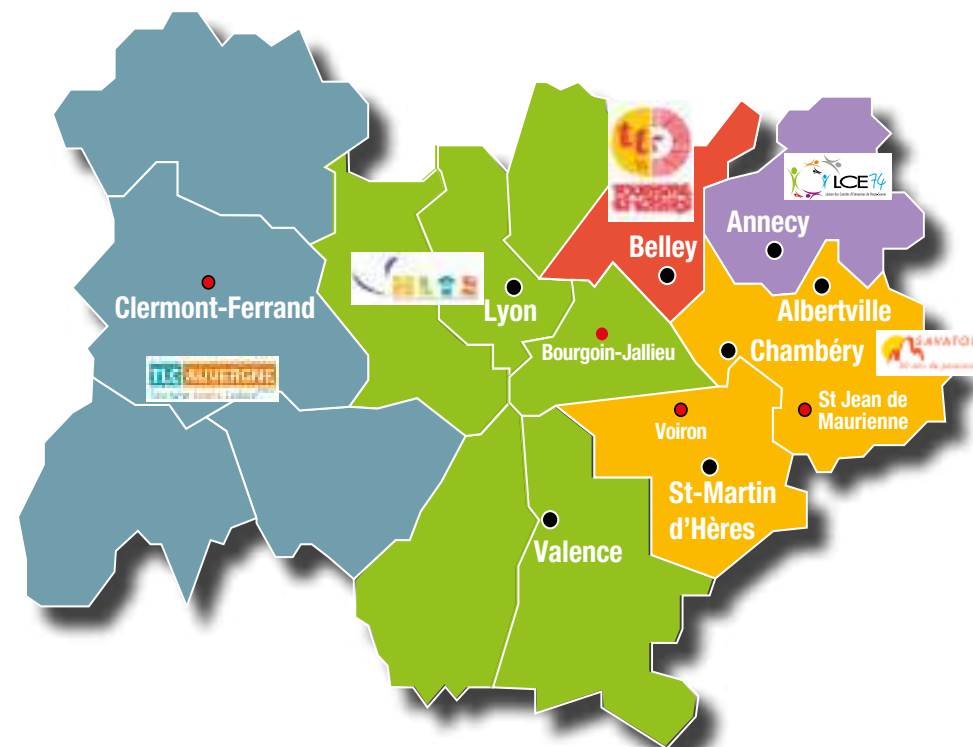 LCE74
Annecy
Belley
Clermont-Ferrand
Lyon
Albertville
Bourgoin-Jallieu
Chambéry
SAVATOU
TLC AUVERGNE
St Jean de
Maurienne
Voiron
St-Martin
d'Hères
Valence